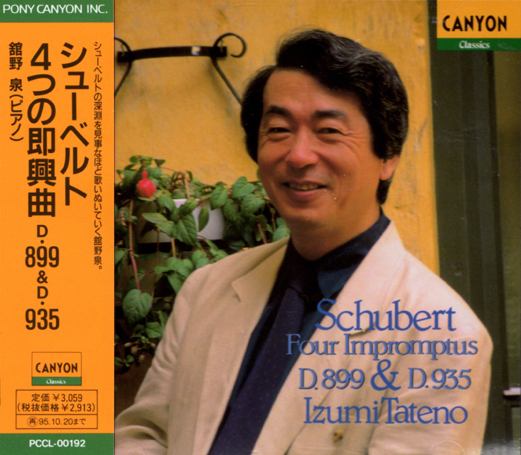 PONY CANYON INC.
シューベルト
4つの即興曲 D.899&D.935
舘野 泉(ピアノ)
シューベルトの深淵を見事なほど歌いぬいていく舘野泉。
CANYON
Classics
定価￥3,059
(税抜価格￥2,913)
再 95.10.20まで
PCCL-00192
CANYON
Classics
Schubert
Four Impromptus
D.899 & D.935
Izumi Tateno